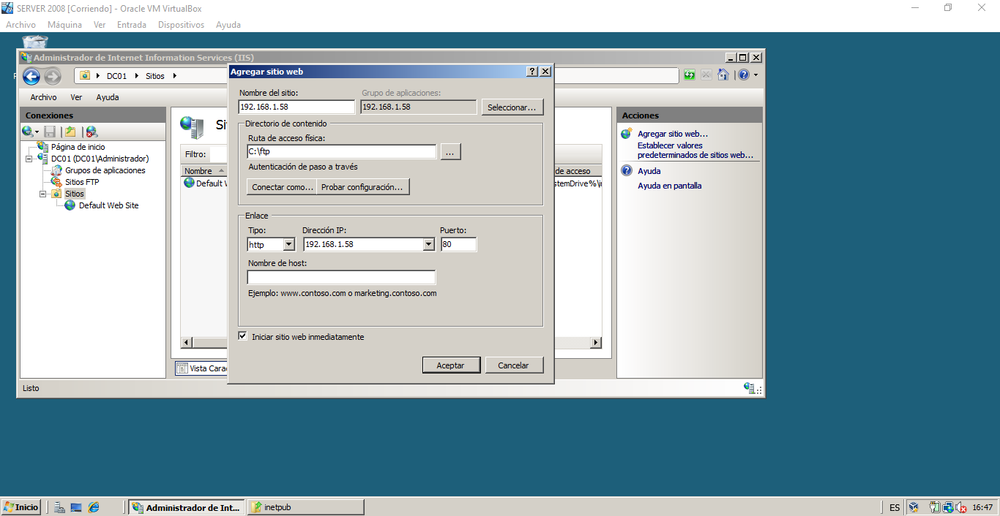 SERVER 2008 [Corriendo] - Oracle VM VirtualBox
Archivo Máquina Ver Entrada Dispositivos Ayuda
Administrador de Internet Information Services (IIS)
DC01 Sitios
Archivo Ver Ayuda
Conexiones
Página de inicio
DC01 (DC01\Administrador)
Grupos de aplicaciones
Sitios FTP
Sitios
Default Web Site
Filtro:
Nombre
de acceso
Default
Vista
Listo
Agregar sitio web
Nombre del sitio: Grupo de aplicaciones:
192.168.1.58 192.168.1.58 Seleccionar...
Directorio de contenido
Ruta de acceso física:
C:\ftp ...
Autenticación de paso a través
Conectar como... Probar configuración...
Enlace
Tipo: Dirección IP: Puerto:
http 192.168.1.58 80
Nombre de host:
Ejemplo: www.contoso.com o marketing.contoso.com
Iniciar sitio web inmediatamente
Aceptar Cancelar
Acciones
Agregar sitio web...
Establecer valores
predeterminados de sitios web...
Ayuda
Ayuda en pantalla
Inicio Administrador de Int... inetpub ES 16:47